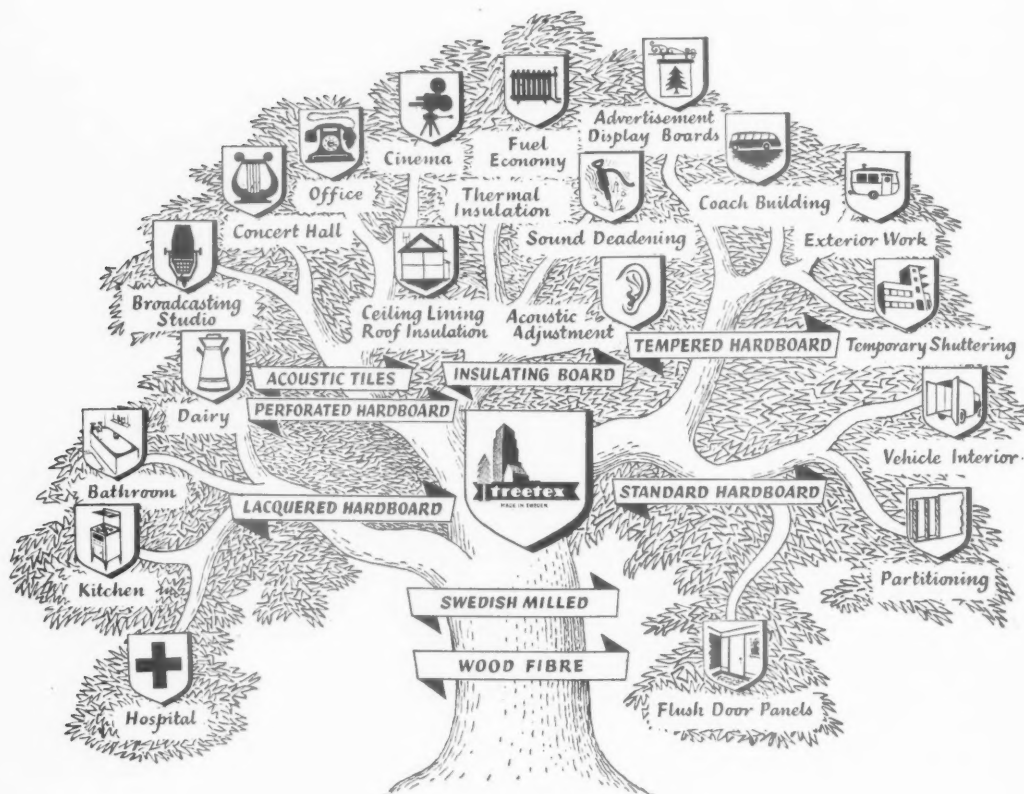 Advertisement
Display Boards
Cinema
Fuel
Economy
Office
Thermal
Insulation
Coach Building
Concert Hall
Sound Deadening
Exterior Work
Broadcasting
Studio
Ceiling Lining
Roof Insulation
Acoustic
Adjustment
TEMPERED HARDBOARD
Temporary Shuttering
ACOUSTIC TILES
INSULATING BOARD
Dairy
PERFORATED HARDBOARD
Vehicle Interior
Bathroom
treetex
MADE IN SWEDEN
STANDARD HARDBOARD
LACQUERED HARDBOARD
Kitchen
Partitioning
SWEDISH MILLED
WOOD FIBRE
Hospital
Flush Door Panels